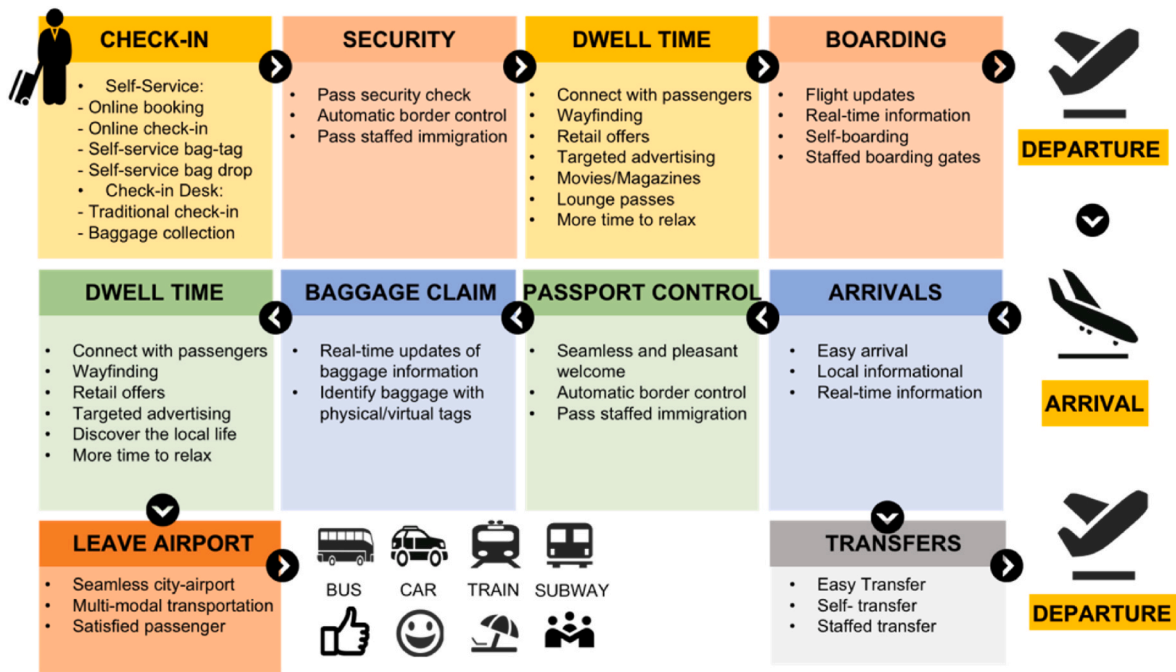 CHECK-IN
• Self-Service:
- Online booking
- Online check-in
- Self-service bag-tag
- Self-service bag drop
• Check-in Desk:
- Traditional check-in
- Baggage collection
SECURITY
• Pass security check
• Automatic border control
• Pass staffed immigration
DWELL TIME
• Connect with passengers
• Wayfinding
• Retail offers
• Targeted advertising
• Movies/Magazines
• Lounge passes
• More time to relax
BOARDING
• Flight updates
• Real-time information
• Self-boarding
• Staffed boarding gates
DEPARTURE
ARRIVAL
ARRIVALS
• Easy arrival
• Local informational
• Real-time information
PASSPORT CONTROL
• Seamless and pleasant
welcome
• Automatic border control
• Pass staffed immigration
BAGGAGE CLAIM
• Real-time updates of
baggage information
• Identify baggage with
physical/virtual tags
DWELL TIME
• Connect with passengers
• Wayfinding
• Retail offers
• Targeted advertising
• Discover the local life
• More time to relax
LEAVE AIRPORT
• Seamless city-airport
• Multi-modal transportation
• Satisfied passenger
BUS
CAR
TRAIN
SUBWAY
TRANSFERS
• Easy Transfer
• Self- transfer
• Staffed transfer
DEPARTURE